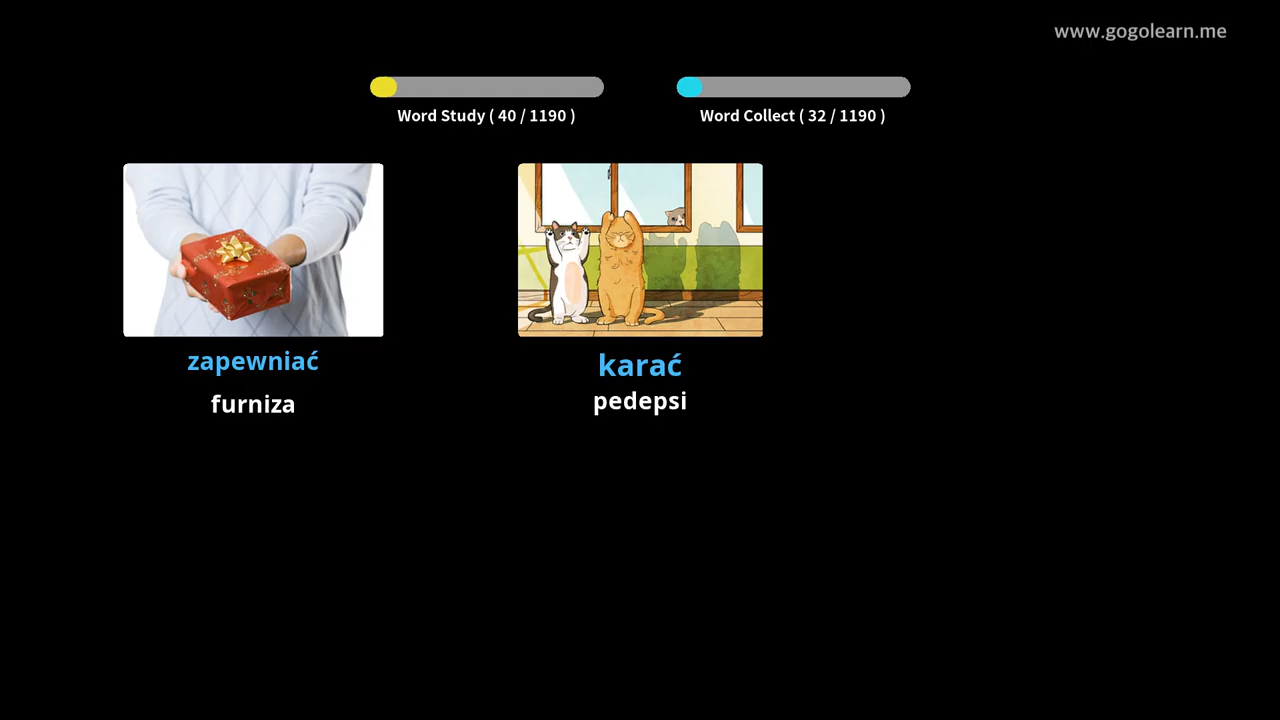 www.gogolearn.me
Word Study ( 40 / 1190 )
Word Collect ( 32 / 1190 )
zapewniać
furniza
karać
pedepsi